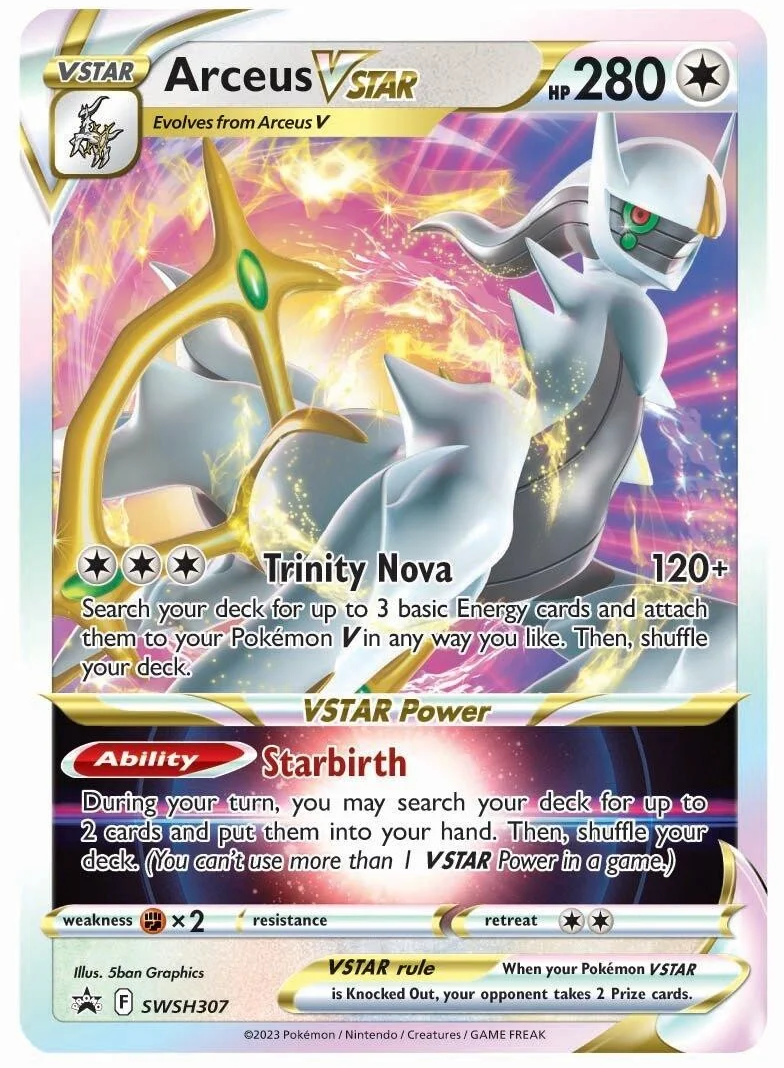 VSTAR
Arceus VSTAR
HP 280
Evolves from Arceus V
Trinity Nova 120+
Search your deck for up to 3 basic Energy cards and attach
them to your Pokémon V in any way you like. Then, shuffle
your deck.
VSTAR Power
Ability Starbirth
During your turn, you may search your deck for up to
2 cards and put them into your hand. Then, shuffle your
deck. (You can't use more than 1 VSTAR Power in a game.)
weakness ×2 resistance retreat
Illus. 5ban Graphics
VSTAR rule When your Pokémon VSTAR
is Knocked Out, your opponent takes 2 Prize cards.
F SWSH307
©2023 Pokémon / Nintendo / Creatures / GAME FREAK